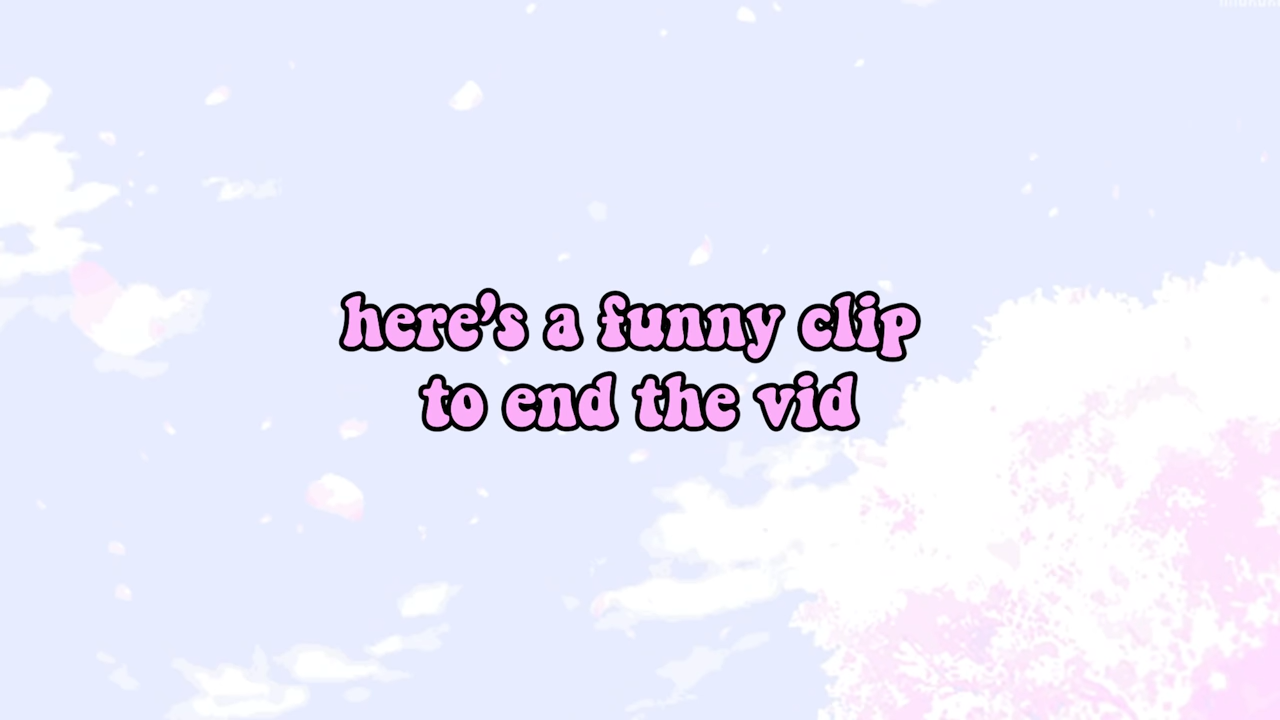 here's a funny clip
to end the vid